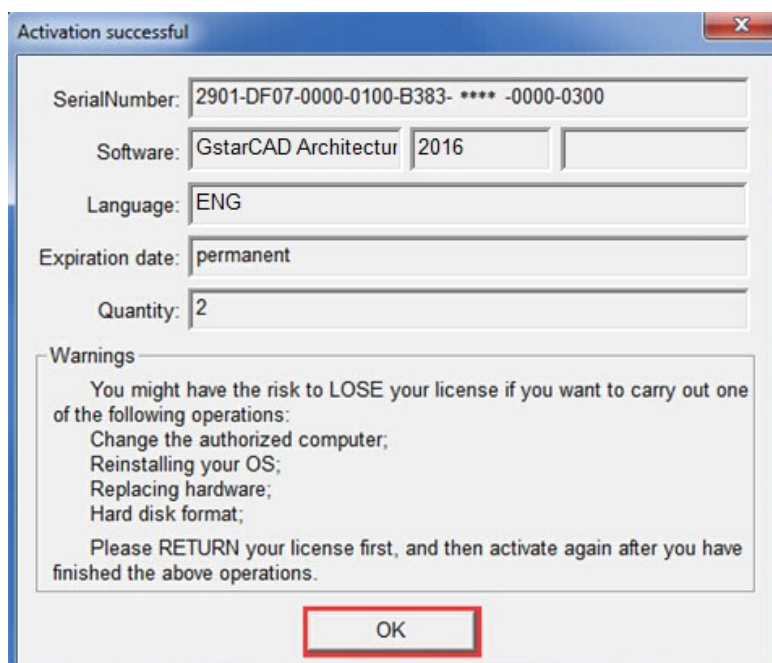 Activation successful
SerialNumber: 2901-DF07-0000-0100-B383- **** -0000-0300
Software: GstarCAD Architectur 2016
Language: ENG
Expiration date: permanent
Quantity: 2
Warnings
You might have the risk to LOSE your license if you want to carry out one
of the following operations:
Change the authorized computer;
Reinstalling your OS;
Replacing hardware;
Hard disk format;
Please RETURN your license first, and then activate again after you have
finished the above operations.
OK